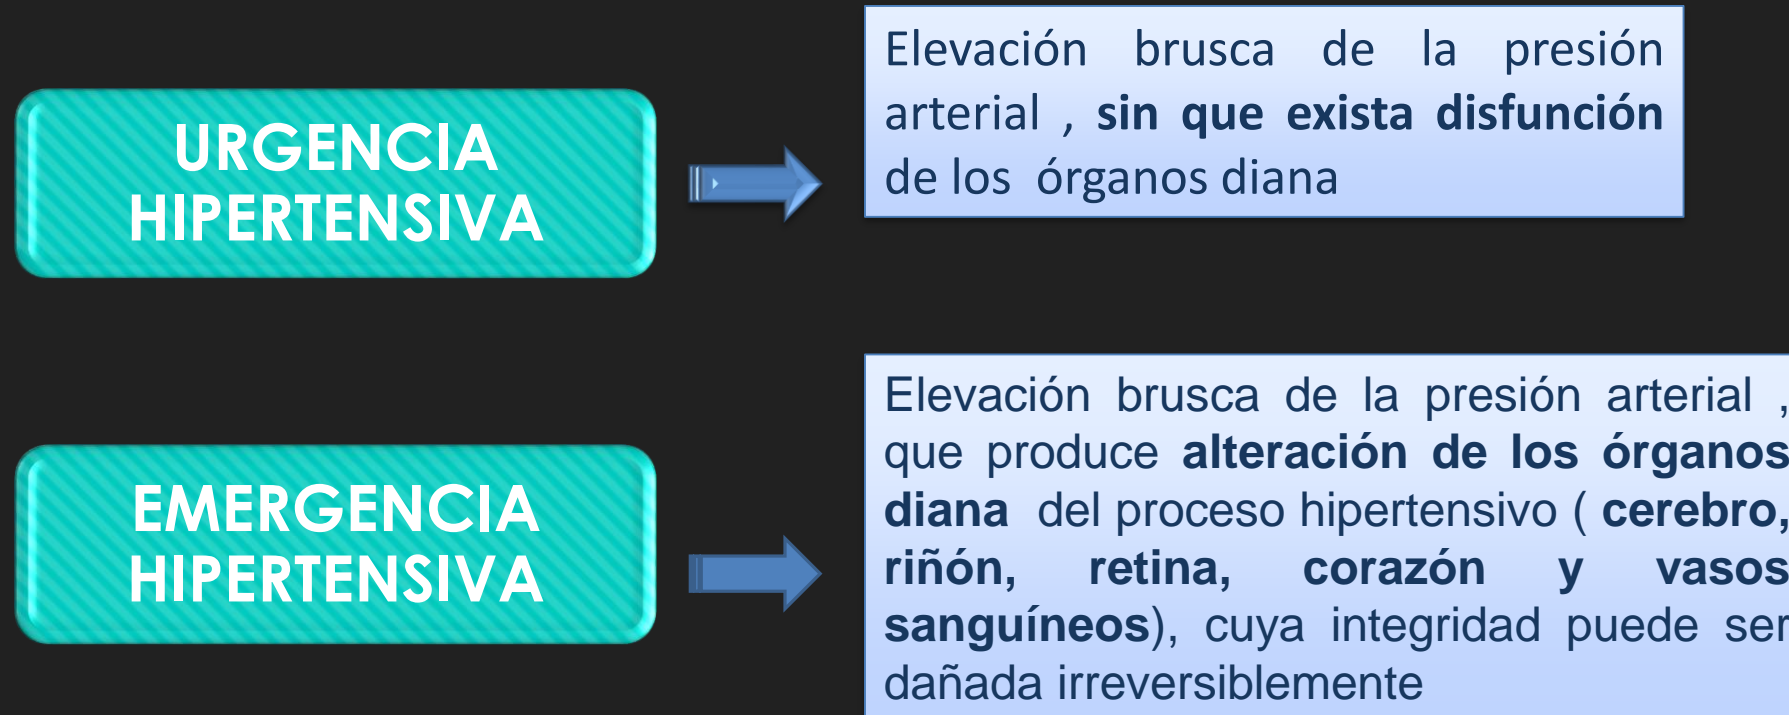 URGENCIA
HIPERTENSIVA
Elevación brusca de la presión
arterial , sin que exista disfunción
de los órganos diana
EMERGENCIA
HIPERTENSIVA
Elevación brusca de la presión arterial ,
que produce alteración de los órganos
diana del proceso hipertensivo ( cerebro,
riñón, retina, corazón y vasos
sanguíneos), cuya integridad puede ser
dañada irreversiblemente